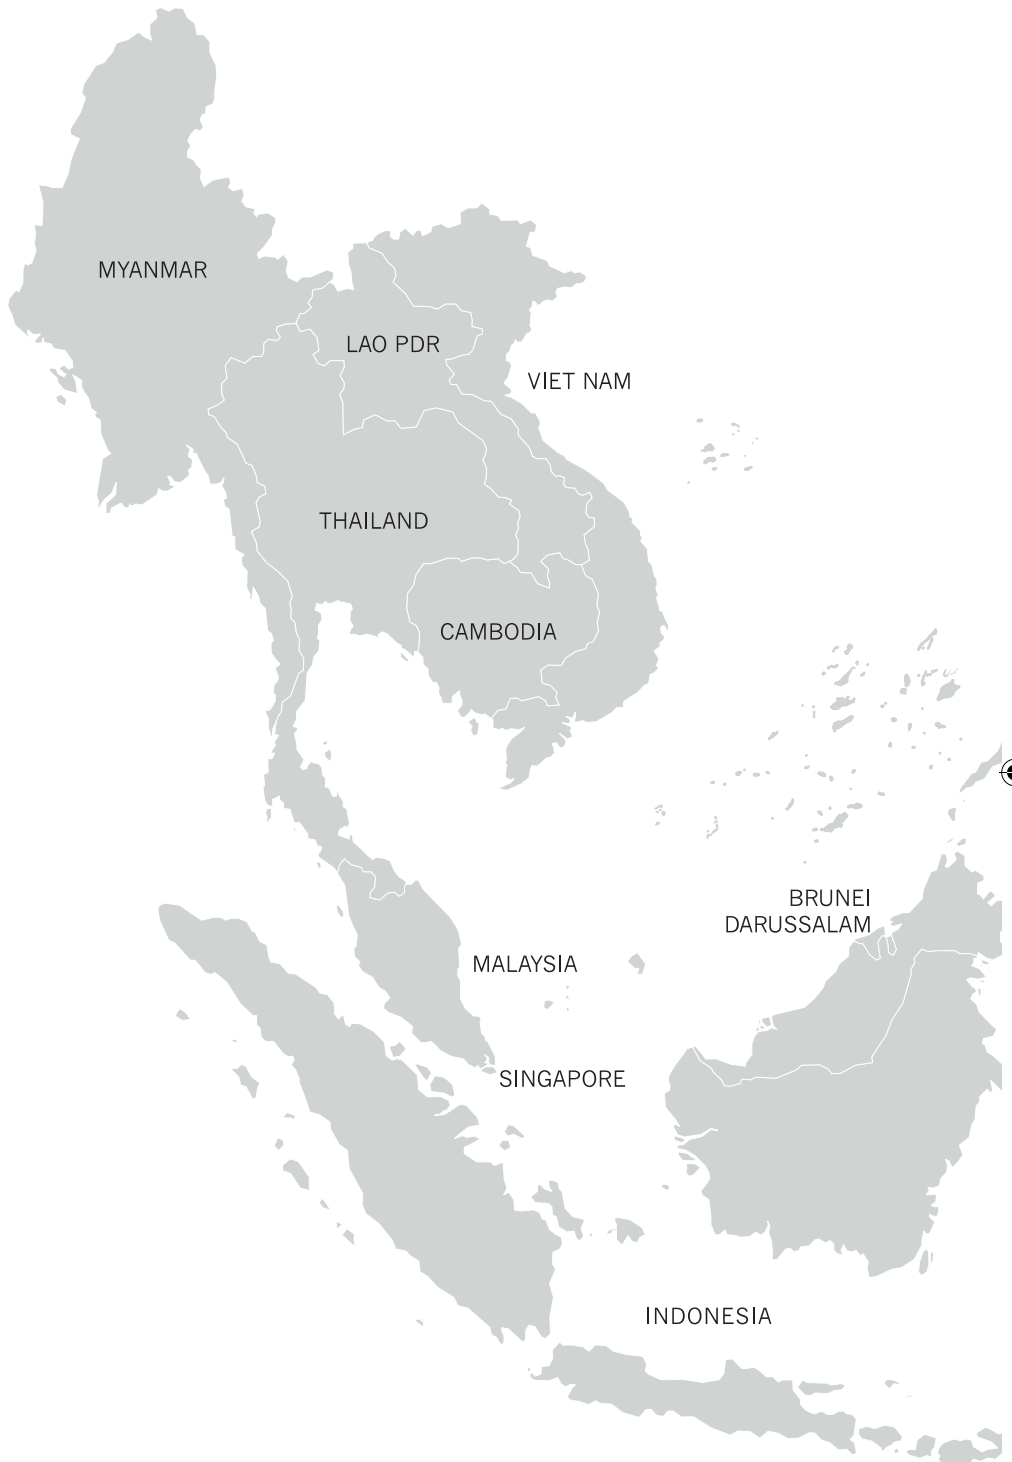 MYANMAR
LAO PDR
VIET NAM
THAILAND
CAMBODIA
BRUNEI
DARUSSALAM
MALAYSIA
SINGAPORE
INDONESIA